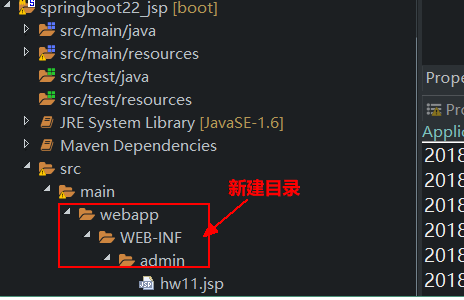 springboot22_jsp [boot]
src/main/java
src/main/resources
src/test/java
src/test/resources
JRE System Library [JavaSE-1.6]
Maven Dependencies
src
main
webapp
WEB-INF
admin
hw11.jsp
新建目录
Proper
Pro
Applic
2018
2018
2018
2018
2018
2018